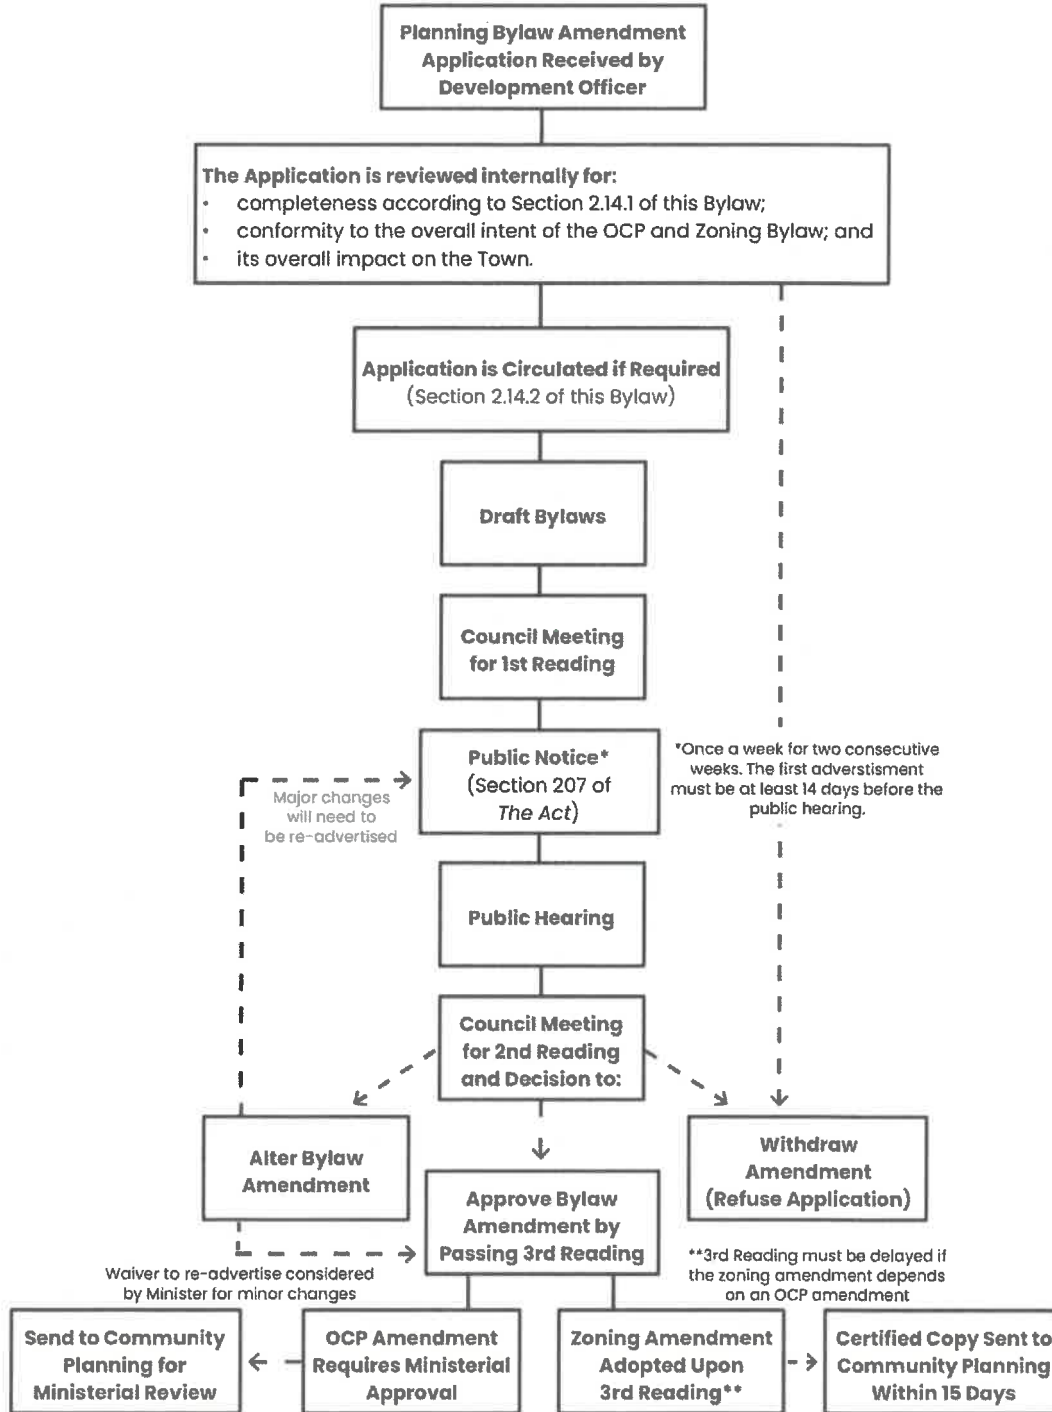 Planning Bylaw Amendment
Application Received by
Development Officer
The Application is reviewed internally for:
• completeness according to Section 2.14.1 of this Bylaw;
• conformity to the overall intent of the OCP and Zoning Bylaw; and
• its overall impact on the Town.
Application is Circulated if Required
(Section 2.14.2 of this Bylaw)
Draft Bylaws
Council Meeting
for 1st Reading
Public Notice*
(Section 207 of
The Act)
*Once a week for two consecutive
weeks. The first adverstisment
must be at least 14 days before the
public hearing.
Major changes
will need to
be re-advertised
Public Hearing
Council Meeting
for 2nd Reading
and Decision to:
Alter Bylaw
Amendment
Approve Bylaw
Amendment by
Passing 3rd Reading
Withdraw
Amendment
(Refuse Application)
Waiver to re-advertise considered
by Minister for minor changes
**3rd Reading must be delayed if
the zoning amendment depends
on an OCP amendment
Send to Community
Planning for
Ministerial Review
OCP Amendment
Requires Ministerial
Approval
Zoning Amendment
Adopted Upon
3rd Reading**
Certified Copy Sent to
Community Planning
Within 15 Days